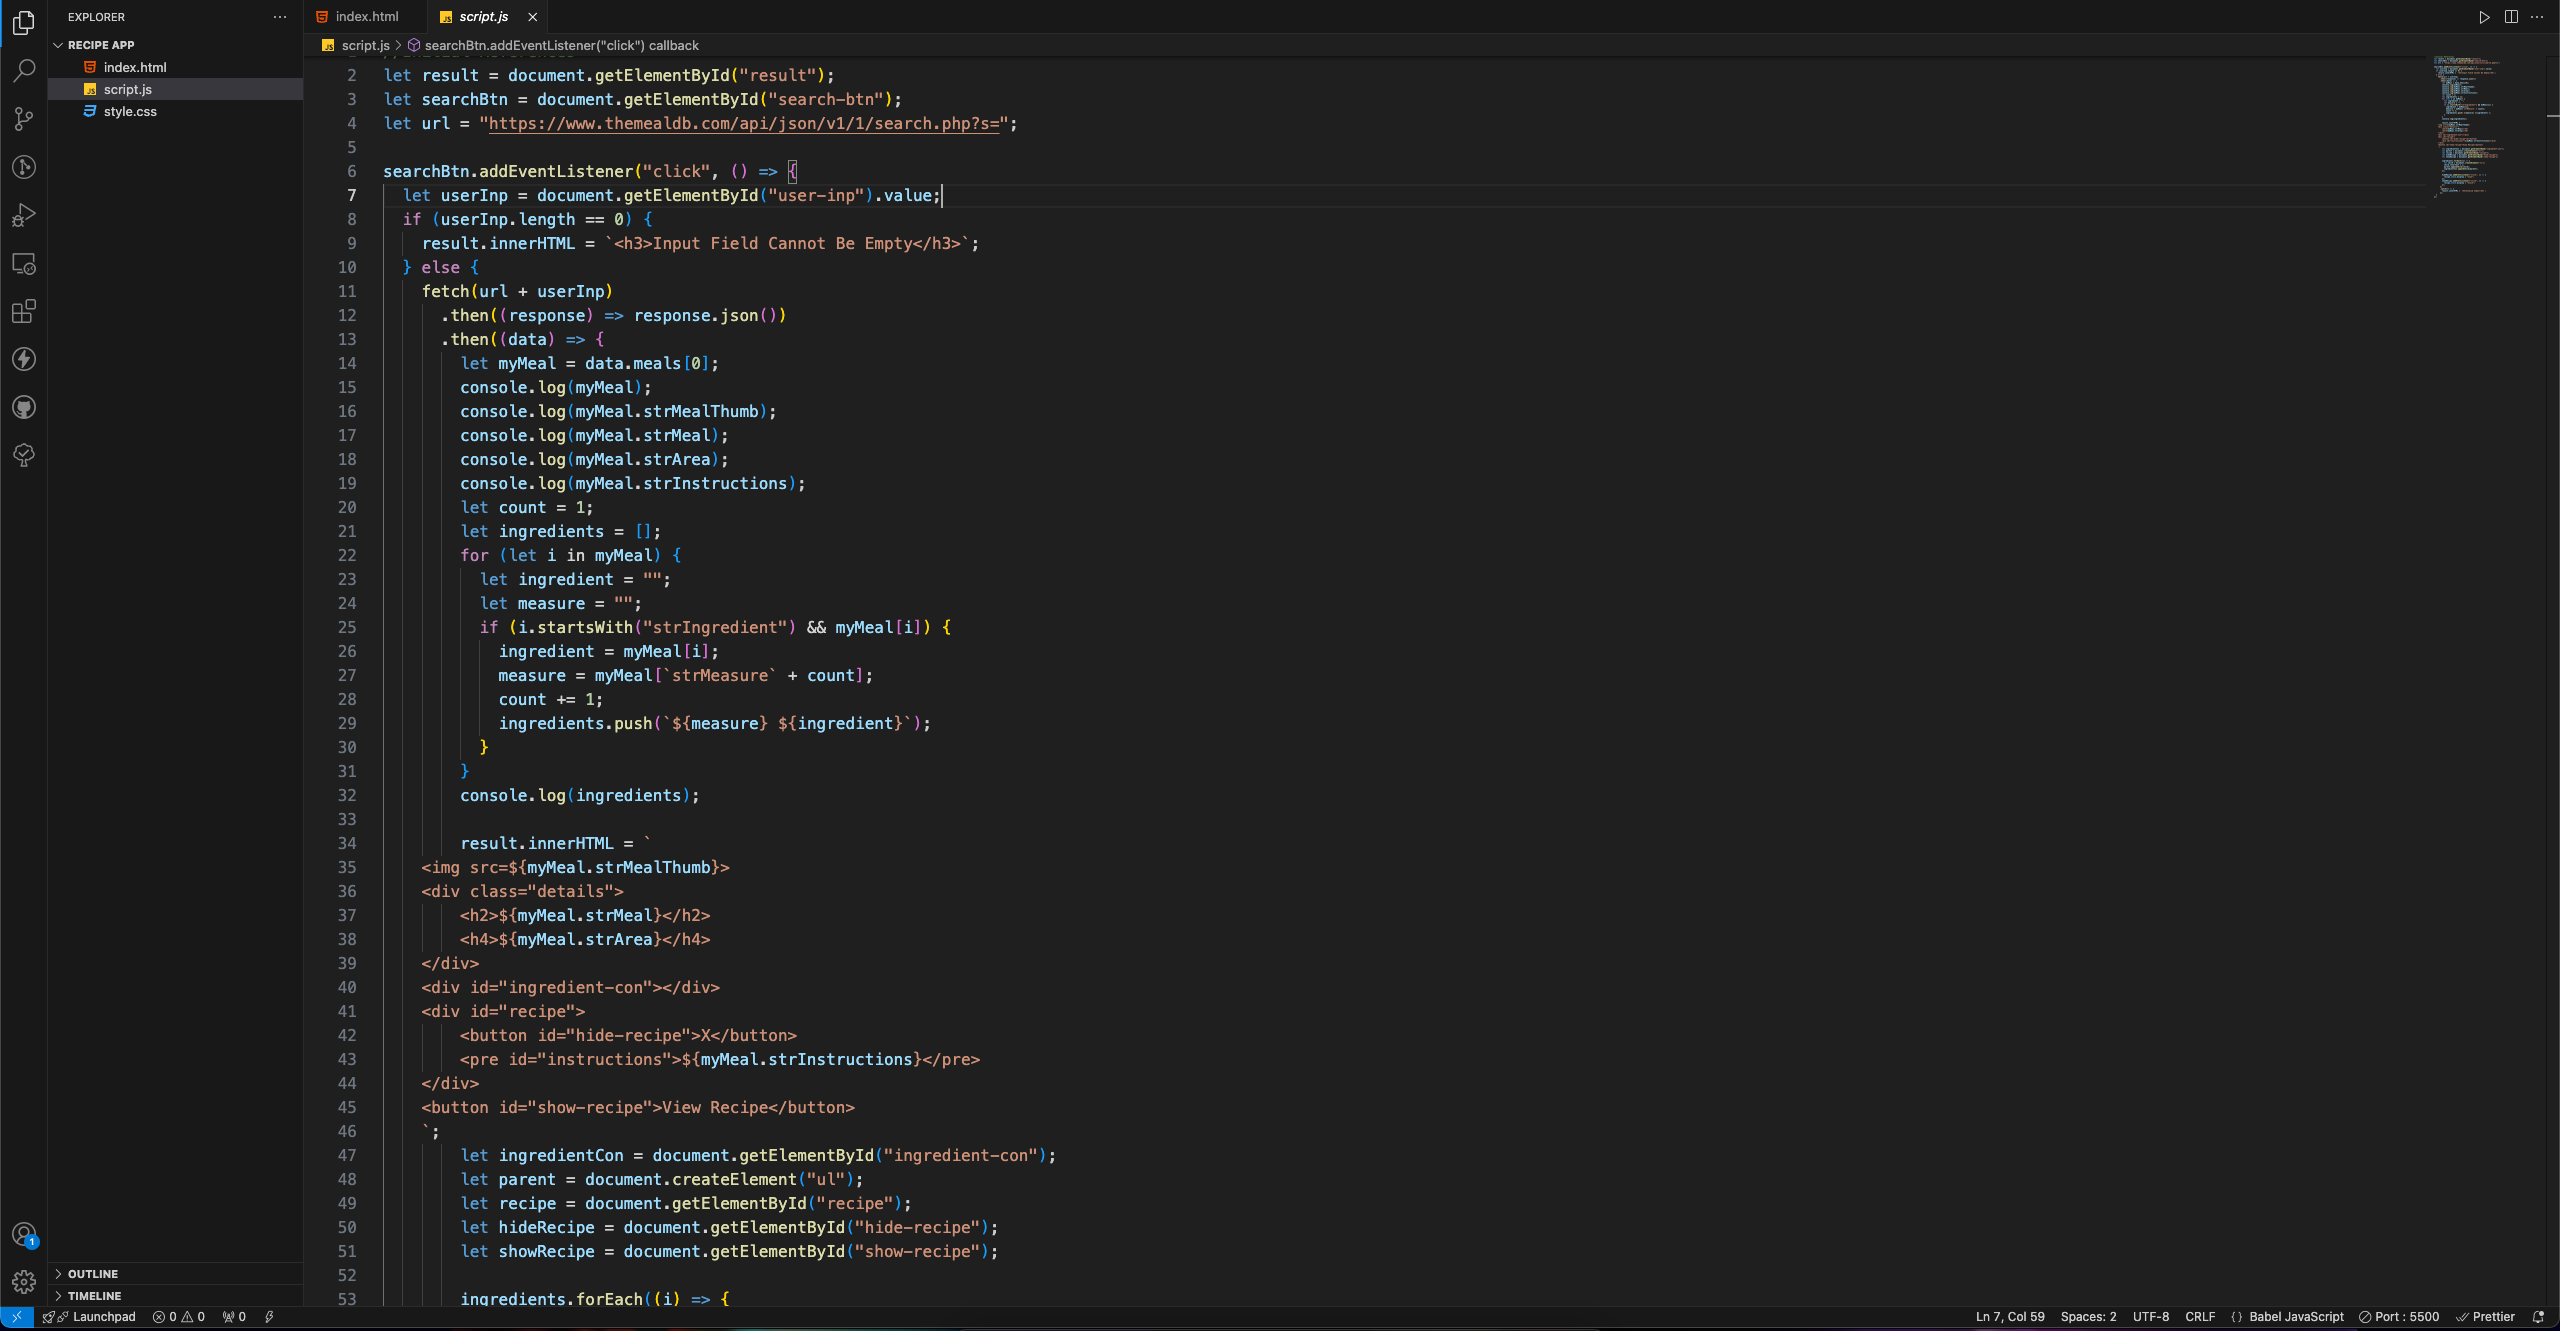 EXPLORER
RECIPE APP
index.html
script.js
style.css
OUTLINE
TIMELINE
index.html
script.js
script.js > searchBtn.addEventListener("click") callback
2 let result = document.getElementById("result");
3 let searchBtn = document.getElementById("search-btn");
4 let url = "https://www.themealdb.com/api/json/v1/1/search.php?s=";
5
6 searchBtn.addEventListener("click", () => {
7   let userInp = document.getElementById("user-inp").value;
8   if (userInp.length == 0) {
9     result.innerHTML = `<h3>Input Field Cannot Be Empty</h3>`;
10   } else {
11     fetch(url + userInp)
12       .then((response) => response.json())
13       .then((data) => {
14         let myMeal = data.meals[0];
15         console.log(myMeal);
16         console.log(myMeal.strMealThumb);
17         console.log(myMeal.strMeal);
18         console.log(myMeal.strArea);
19         console.log(myMeal.strInstructions);
20         let count = 1;
21         let ingredients = [];
22         for (let i in myMeal) {
23           let ingredient = "";
24           let measure = "";
25           if (i.startsWith("strIngredient") && myMeal[i]) {
26             ingredient = myMeal[i];
27             measure = myMeal[`strMeasure` + count];
28             count += 1;
29             ingredients.push(`${measure} ${ingredient}`);
30           }
31         }
32         console.log(ingredients);
33
34         result.innerHTML = `
35     <img src=${myMeal.strMealThumb}>
36     <div class="details">
37         <h2>${myMeal.strMeal}</h2>
38         <h4>${myMeal.strArea}</h4>
39     </div>
40     <div id="ingredient-con"></div>
41     <div id="recipe">
42         <button id="hide-recipe">X</button>
43         <pre id="instructions">${myMeal.strInstructions}</pre>
44     </div>
45     <button id="show-recipe">View Recipe</button>
46     `;
47         let ingredientCon = document.getElementById("ingredient-con");
48         let parent = document.createElement("ul");
49         let recipe = document.getElementById("recipe");
50         let hideRecipe = document.getElementById("hide-recipe");
51         let showRecipe = document.getElementById("show-recipe");
52
53         ingredients.forEach((i) => {
1
Launchpad 0 0 0 Ln 7, Col 59 Spaces: 2 UTF-8 CRLF {} Babel JavaScript Port : 5500 Prettier